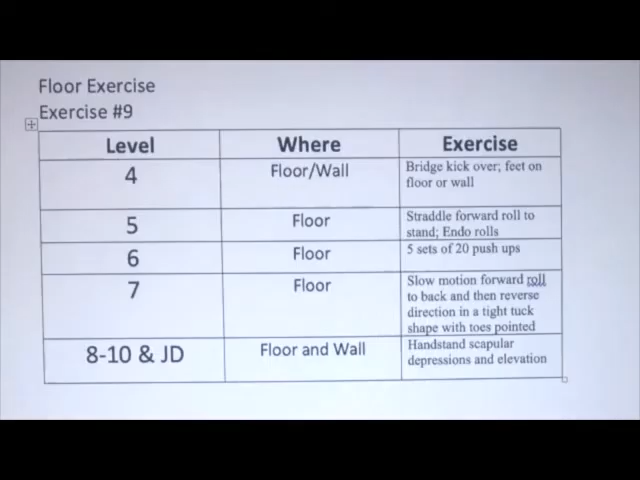 Floor Exercise
Exercise #9
Level Where Exercise
4 Floor/Wall Bridge kick over; feet on
floor or wall
5 Floor Straddle forward roll to
stand; Endo rolls
6 Floor 5 sets of 20 push ups
7 Floor Slow motion forward roll
to back and then reverse
direction in a tight tuck
shape with toes pointed
8-10 & JD Floor and Wall Handstand scapular
depressions and elevation